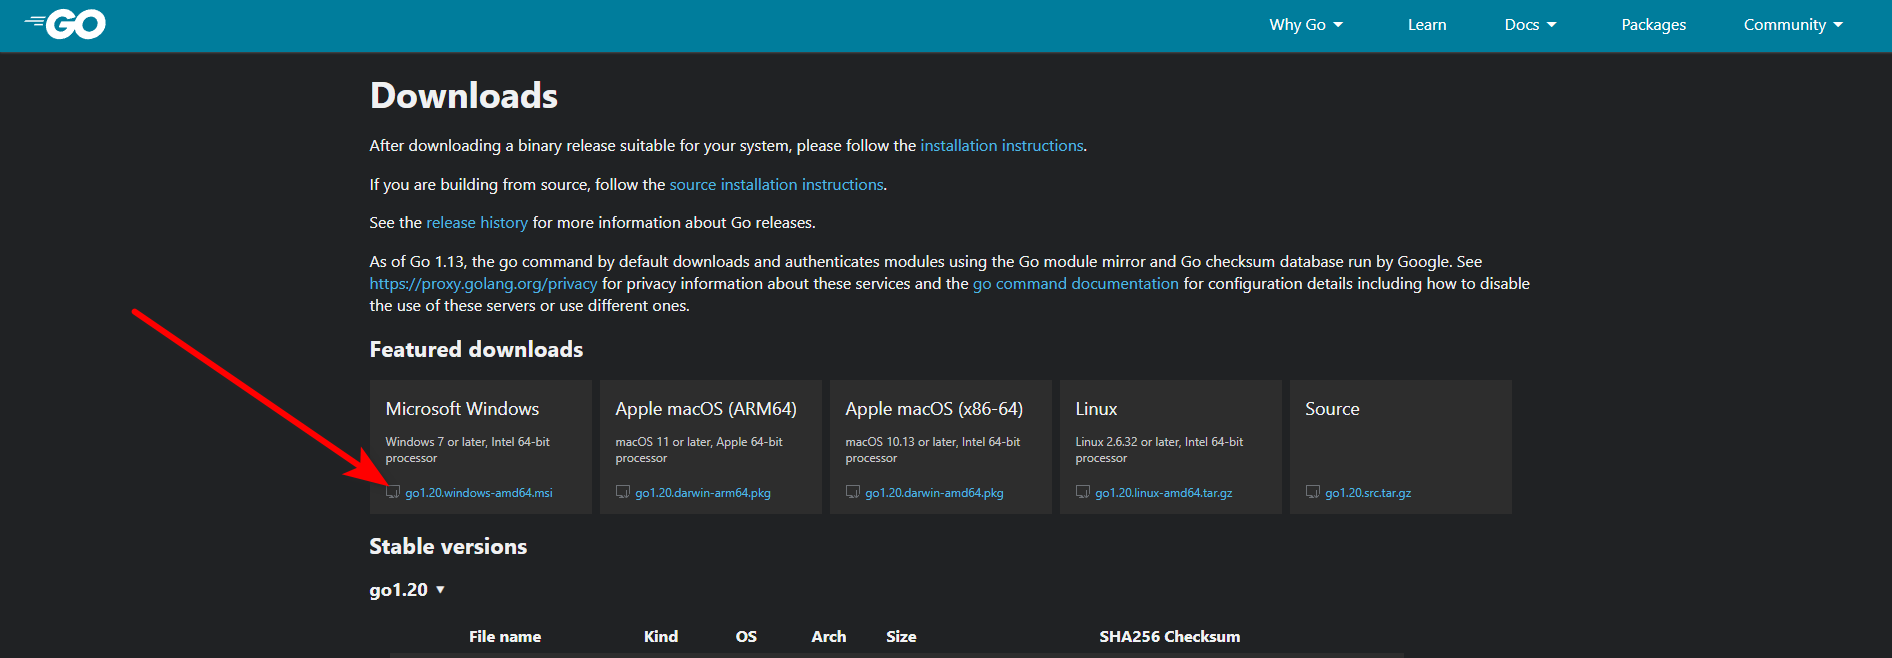 GO
Why Go
Learn
Docs
Packages
Community
Downloads
After downloading a binary release suitable for your system, please follow the installation instructions.
If you are building from source, follow the source installation instructions.
See the release history for more information about Go releases.
As of Go 1.13, the go command by default downloads and authenticates modules using the Go module mirror and Go checksum database run by Google. See
https://proxy.golang.org/privacy for privacy information about these services and the go command documentation for configuration details including how to disable
the use of these servers or use different ones.
Featured downloads
Microsoft Windows
Windows 7 or later, Intel 64-bit
processor
go1.20.windows-amd64.msi
Apple macOS (ARM64)
macOS 11 or later, Apple 64-bit
processor
go1.20.darwin-arm64.pkg
Apple macOS (x86-64)
macOS 10.13 or later, Intel 64-bit
processor
go1.20.darwin-amd64.pkg
Linux
Linux 2.6.32 or later, Intel 64-bit
processor
go1.20.linux-amd64.tar.gz
Source
go1.20.src.tar.gz
Stable versions
go1.20 ▾
File name Kind OS Arch Size SHA256 Checksum